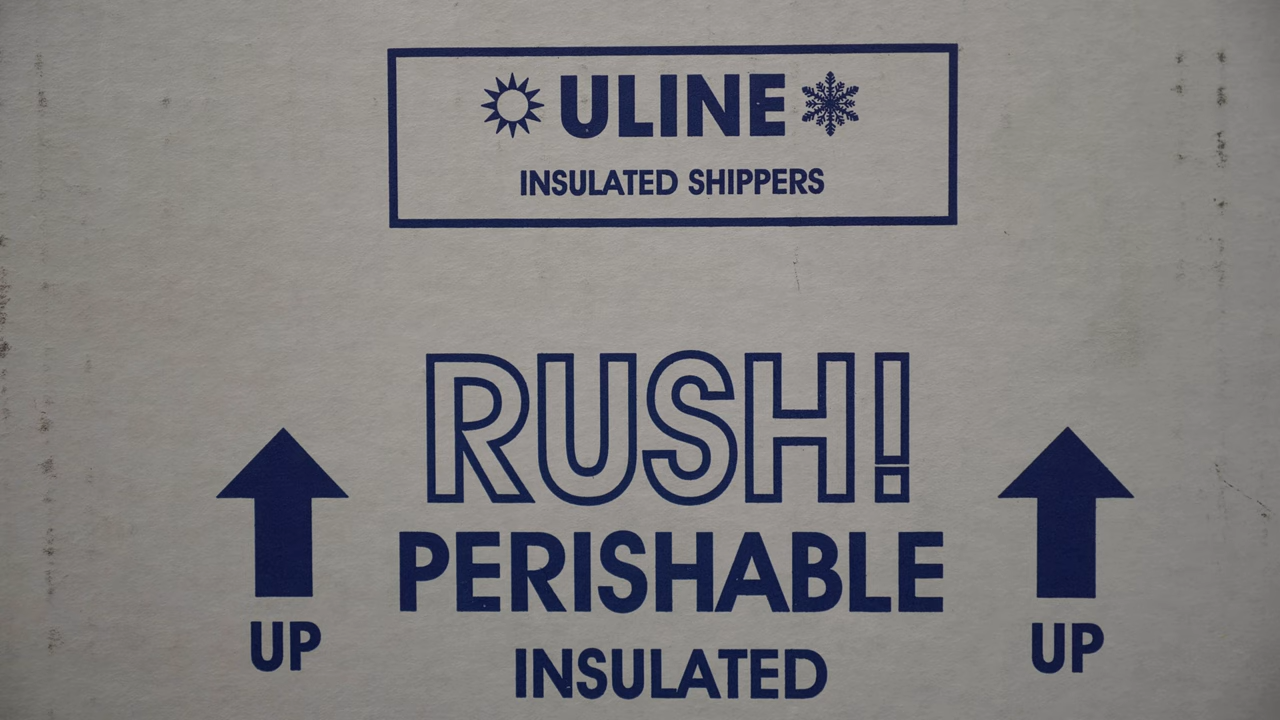 ULINE
INSULATED SHIPPERS
RUSH!
PERISHABLE
INSULATED
UP
UP